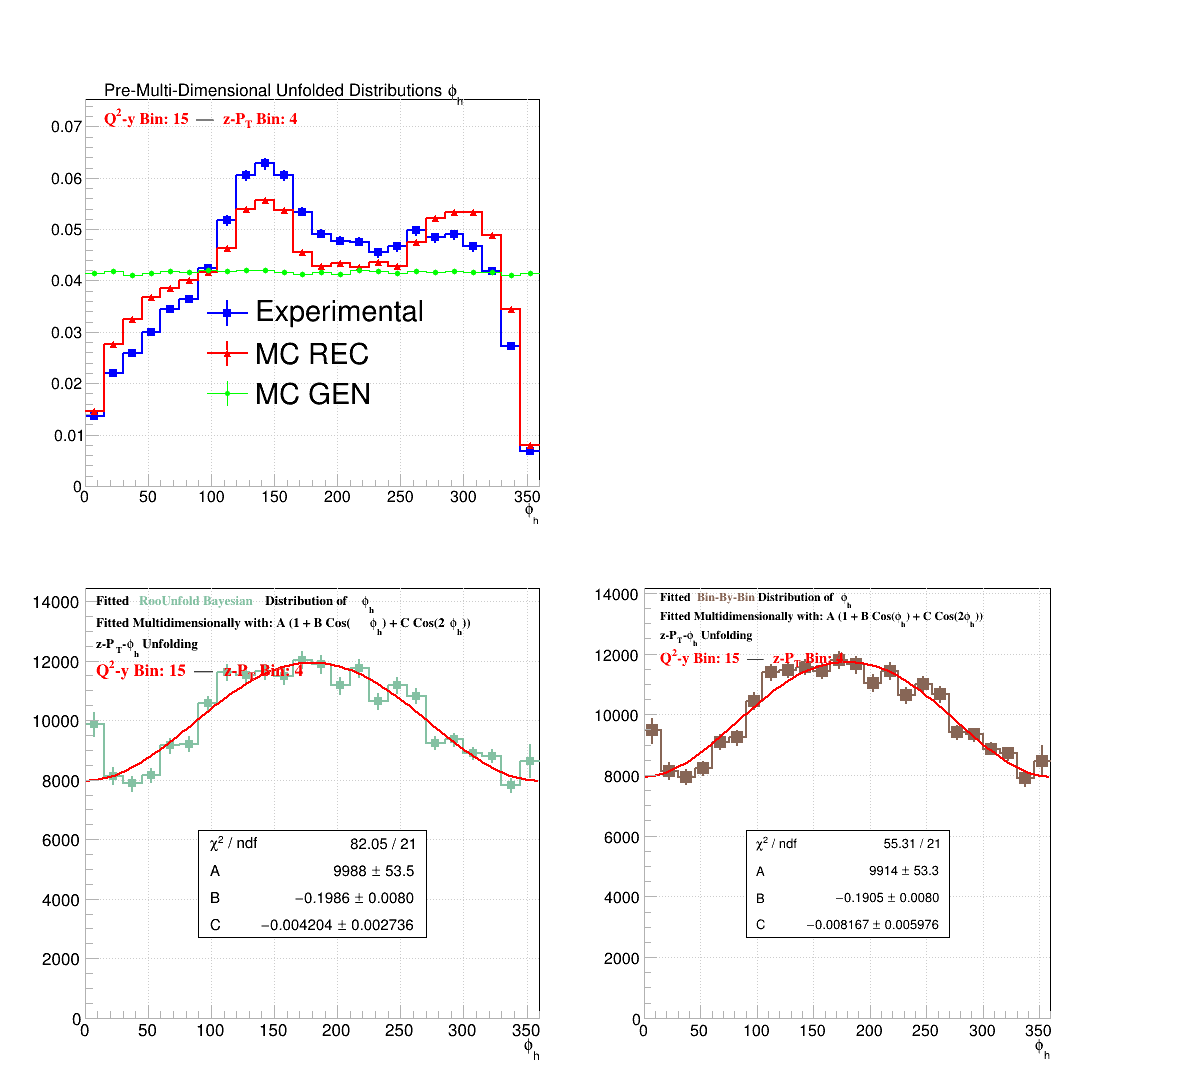 Pre-Multi-Dimensional Unfolded Distributions ϕh
Q2-y Bin: 15 — z-PT Bin: 4
0.07
0.06
0.05
0.04
0.03
0.02
0.01
0
Experimental
MC REC
MC GEN
0 50 100 150 200 250 300 350
ϕh
Fitted RooUnfold Bayesian Distribution of ϕh
Fitted Multidimensionally with: A (1 + B Cos( ϕh) + C Cos(2 ϕh))
z-PT-ϕh Unfolding
Q2-y Bin: 15 — z-PT Bin: 4
14000
12000
10000
8000
6000
4000
2000
0
χ2 / ndf 82.05 / 21
A 9988 ± 53.5
B −0.1986 ± 0.0080
C −0.004204 ± 0.002736
0 50 100 150 200 250 300 350
ϕh
Fitted Bin-By-Bin Distribution of ϕh
Fitted Multidimensionally with: A (1 + B Cos(ϕh) + C Cos(2ϕh))
z-PT-ϕh Unfolding
Q2-y Bin: 15 — z-PT Bin: 4
14000
12000
10000
8000
6000
4000
2000
0
χ2 / ndf 55.31 / 21
A 9914 ± 53.3
B −0.1905 ± 0.0080
C −0.008167 ± 0.005976
0 50 100 150 200 250 300 350
ϕh